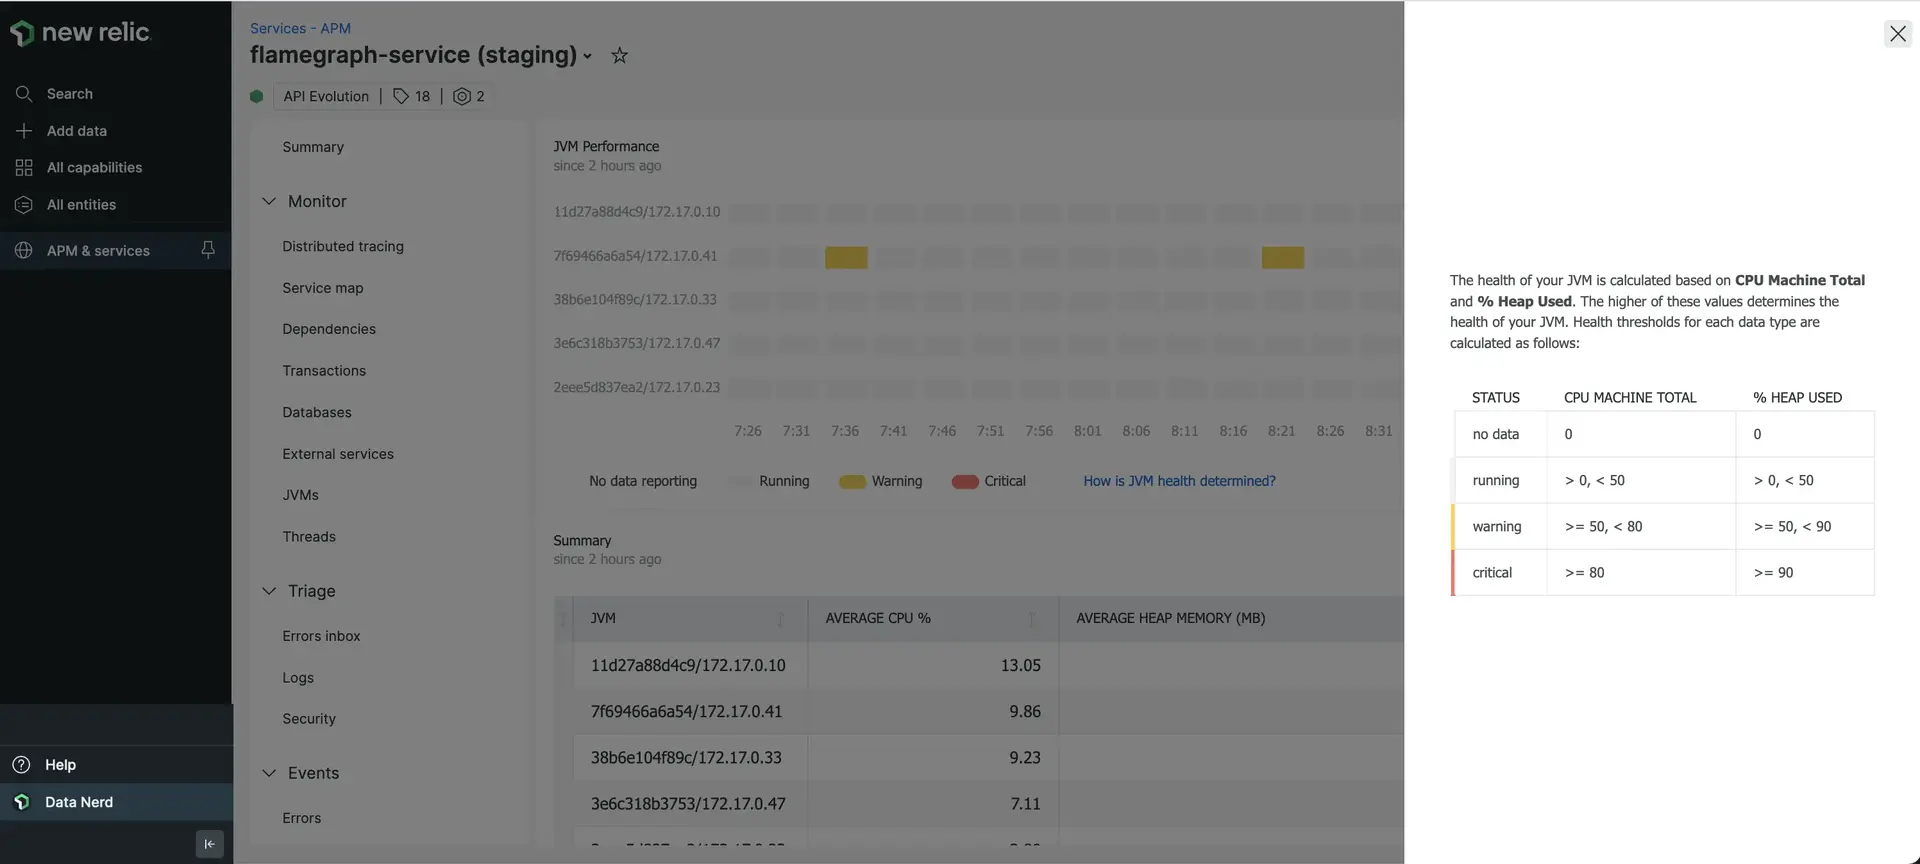 new relic
Search
Add data
All capabilities
All entities
APM & services
Help
Data Nerd
Services - APM
flamegraph-service (staging)
API Evolution | 18 | 2
Summary
Monitor
Distributed tracing
Service map
Dependencies
Transactions
Databases
External services
JVMs
Threads
Triage
Errors inbox
Logs
Security
Events
Errors
JVM Performance
since 2 hours ago
11d27a88d4c9/172.17.0.10
7f69466a6a54/172.17.0.41
38b6e104f89c/172.17.0.33
3e6c318b3753/172.17.0.47
2eee5d837ea2/172.17.0.23
7:26 7:31 7:36 7:41 7:46 7:51 7:56 8:01 8:06 8:11 8:16 8:21 8:26 8:31
No data reporting Running Warning Critical How is JVM health determined?
Summary
since 2 hours ago
JVM AVERAGE CPU % AVERAGE HEAP MEMORY (MB)
11d27a88d4c9/172.17.0.10 13.05
7f69466a6a54/172.17.0.41 9.86
38b6e104f89c/172.17.0.33 9.23
3e6c318b3753/172.17.0.47 7.11
The health of your JVM is calculated based on CPU Machine Total
and % Heap Used. The higher of these values determines the
health of your JVM. Health thresholds for each data type are
calculated as follows:
STATUS CPU MACHINE TOTAL % HEAP USED
no data 0 0
running > 0, < 50 > 0, < 50
warning >= 50, < 80 >= 50, < 90
critical >= 80 >= 90